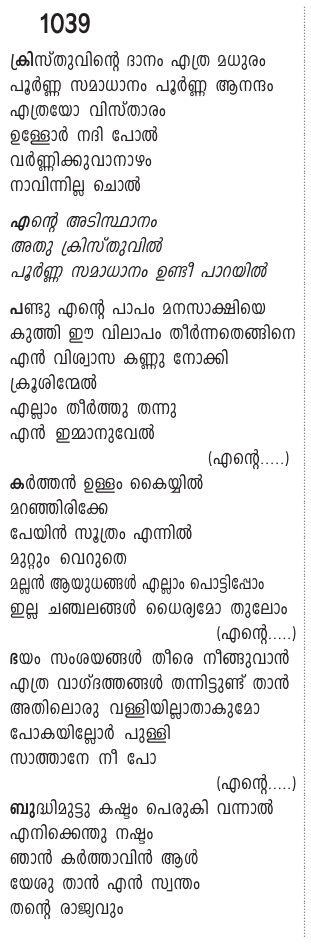 1039
ക്രിസ്തുവിന്റെ ദാനം എത്ര മധുരം
പൂർണ്ണ സമാധാനം പൂർണ്ണ ആനന്ദം
എത്രയോ വിസ്താരം
ഉള്ളോർ നദി പോൽ
വർണ്ണിക്കുവാനാഴം
നാവിന്നില്ല ചൊൽ
എന്റെ അടിസ്ഥാനം
അതു ക്രിസ്തുവിൽ
പൂർണ്ണ സമാധാനം ഉണ്ടീ പാറയിൽ
പണ്ടു എന്റെ പാപം മനസാക്ഷിയെ
കുത്തി ഈ വിലാപം തീർന്നതെങ്ങിനെ
എൻ വിശ്വാസ കണ്ണു നോക്കി
ക്രൂശിന്മേൽ
എല്ലാം തീർത്തു തന്നു
എൻ ഇമ്മാനുവേൽ
(എന്റെ.....)
കർത്തൻ ഉള്ളം കൈയ്യിൽ
മറഞ്ഞിരിക്കേ
പേയിൻ സൂത്രം എന്നിൽ
മുറ്റും വെറുതെ
മല്ലൻ ആയുധങ്ങൾ എല്ലാം പൊട്ടിപ്പോം
ഇല്ല ചഞ്ചലങ്ങൾ ധൈര്യമോ തുലോം
(എന്റെ.....)
ഭയം സംശയങ്ങൾ തീരെ നീങ്ങുവാൻ
എത്ര വാഗ്ദത്തങ്ങൾ തന്നിട്ടുണ്ട് താൻ
അതിലൊരു വള്ളിയില്ലാതാകുമോ
പോകയില്ലോർ പുള്ളി
സാത്താനേ നീ പോ
(എന്റെ.....)
ബുദ്ധിമുട്ടു കഷ്ടം പെരുകി വന്നാൽ
എനിക്കെന്തു നഷ്ടം
ഞാൻ കർത്താവിൻ ആൾ
യേശു താൻ എൻ സ്വന്തം
തന്റെ രാജ്യവും